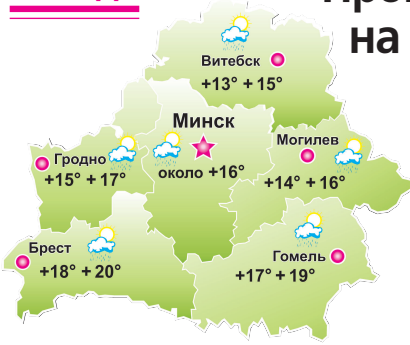 на
Витебск
+13° + 15°
Минск
около +16°
Могилев
+14° + 16°
Гродно
+15° + 17°
Брест
+18° + 20°
Гомель
+17° + 19°